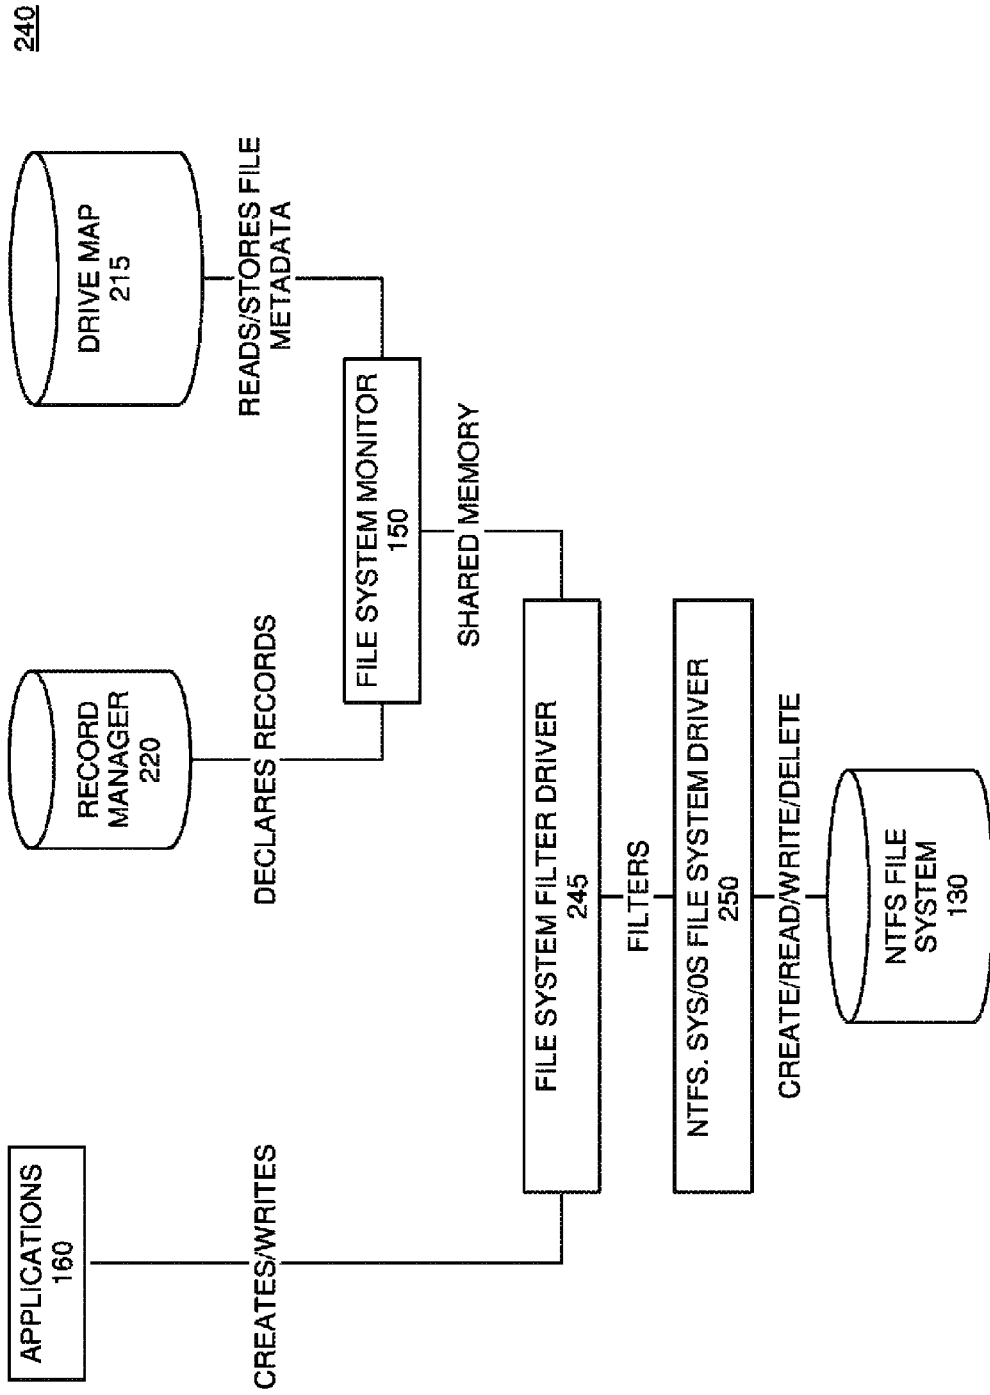 240
APPLICATIONS
160
RECORD
MANAGER
220
DRIVE MAP
215
CREATES/WRITES
DECLARES RECORDS
READS/STORES FILE
METADATA
FILE SYSTEM MONITOR
150
SHARED MEMORY
FILE SYSTEM FILTER DRIVER
245
FILTERS
NTFS. SYS/0S FILE SYSTEM DRIVER
250
CREATE/READ/WRITE/DELETE
NTFS FILE
SYSTEM
130